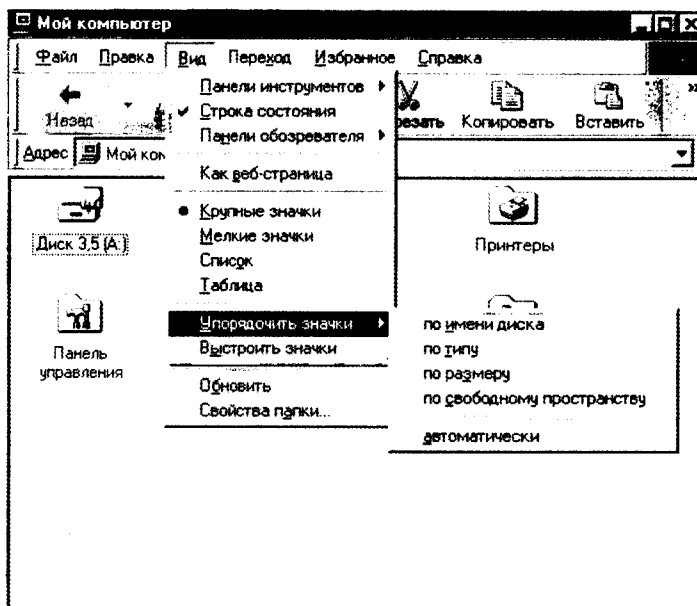 Мой компьютер
Файл Правка Вид Переход Избранное Справка
Назад
Копировать Вставить »
Адрес Мой ком
Панели инструментов
✓ Строка состояния
Панели обозревателя
Как веб-страница
• Крупные значки
Мелкие значки
Список
Таблица
Упорядочить значки
Выстроить значки
Обновить
Свойства папки...
по имени диска
по типу
по размеру
по свободному пространству
автоматически
Диск 3,5 (A:)
Принтеры
Панель
управления